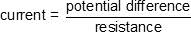 current = potential difference
resistance